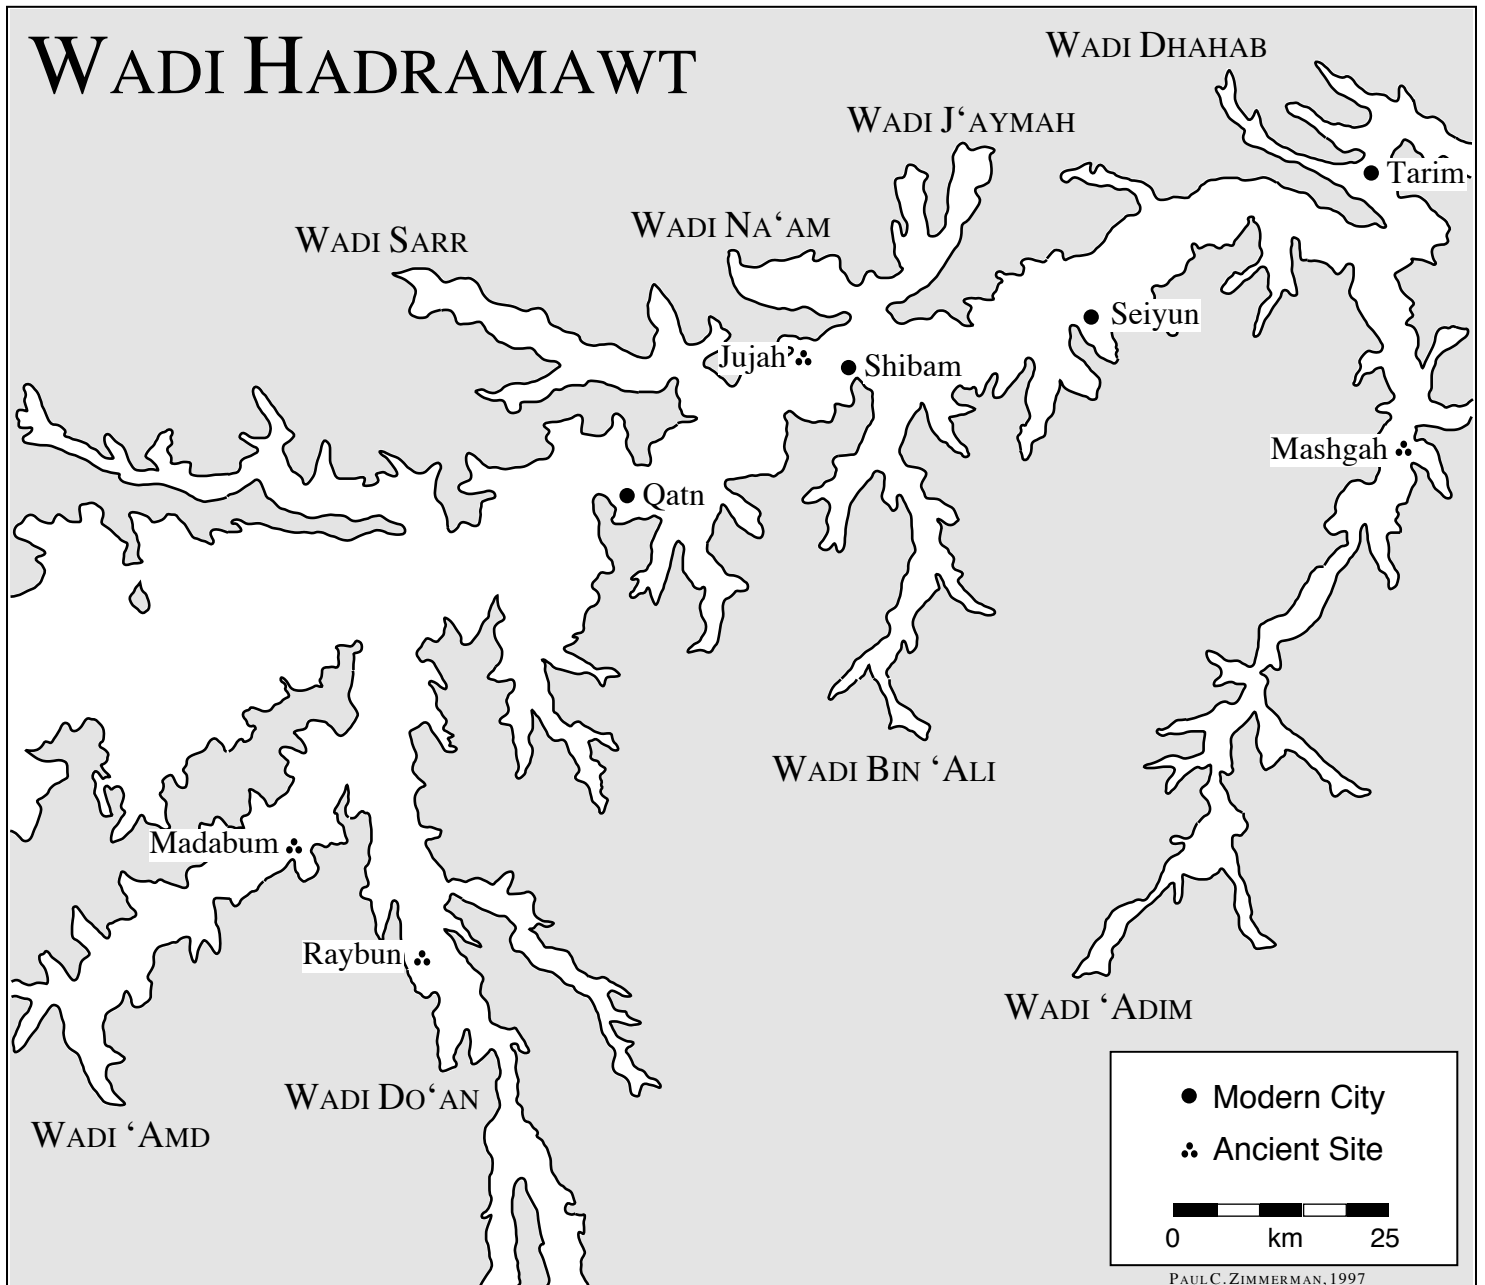 WADI HADRAMAWT
WADI DHAHAB
WADI J‘AYMAH
Tarim
WADI NA‘AM
WADI SARR
Seiyun
Jujah
Shibam
Mashgah
Qatn
WADI BIN ‘ALI
Madabum
Raybun
WADI ‘ADIM
WADI DO‘AN
WADI ‘AMD
Modern City
Ancient Site
0 km 25
PAUL C. ZIMMERMAN, 1997